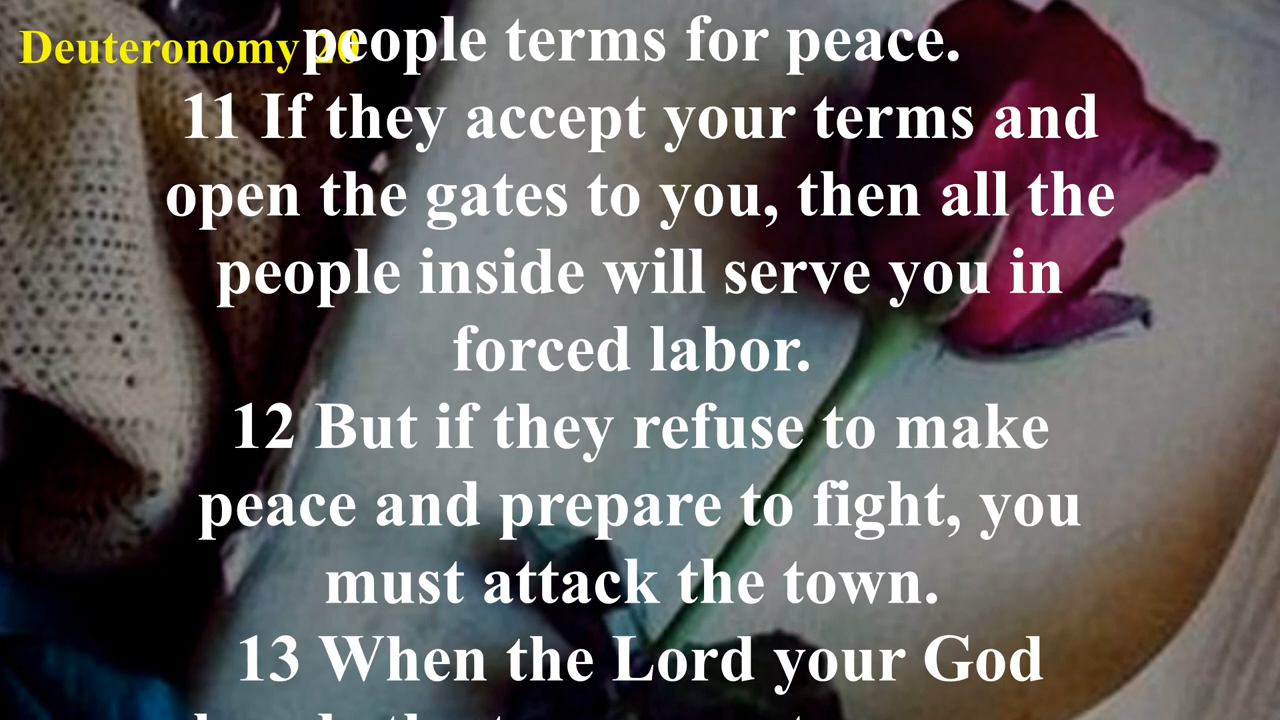 Deuteronomy 20
people terms for peace.
11 If they accept your terms and
open the gates to you, then all the
people inside will serve you in
forced labor.
12 But if they refuse to make
peace and prepare to fight, you
must attack the town.
13 When the Lord your God